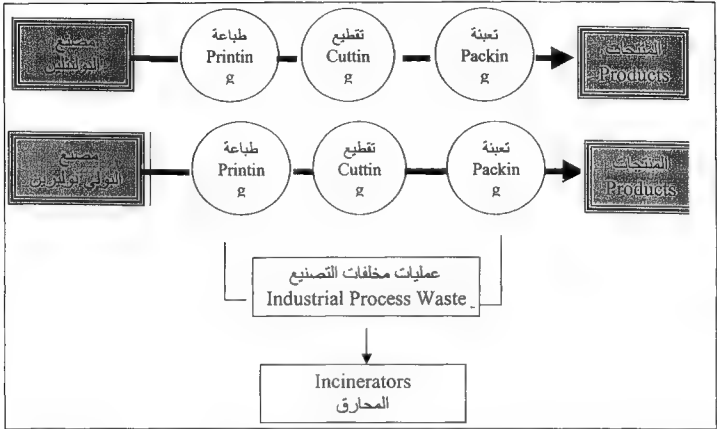 مصنع
طباعة
Printin
g
تقطيع
Cuttin
g
تعبئة
Packin
g
المنتجات
Products
مصنع
طباعة
Printin
g
تقطيع
Cuttin
g
تعبئة
Packin
g
المنتجات
Products
عمليات مخلفات التصنيع
Industrial Process Waste
Incinerators
المحارق